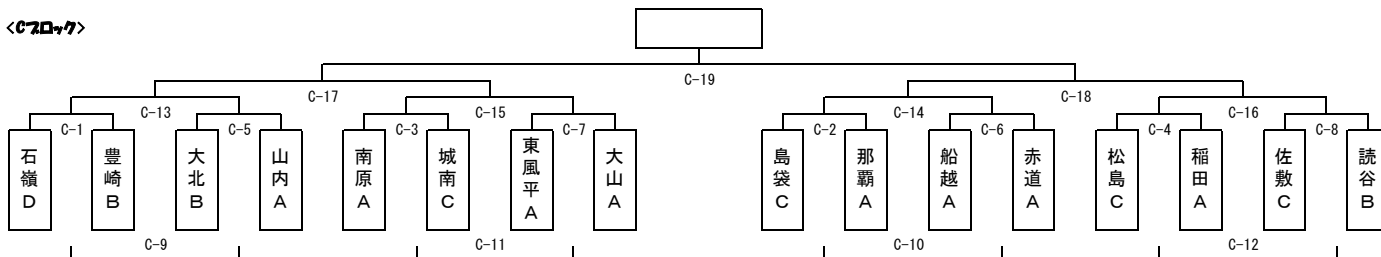 <Cブロック>
C-19
C-17
C-18
C-13
C-15
C-14
C-16
C-1
C-5
C-3
C-7
C-2
C-6
C-4
C-8
石嶺D
豊崎B
大北B
山内A
南原A
城南C
東風平A
大山A
島袋C
那覇A
船越A
赤道A
松島C
稲田A
佐敷C
読谷B
C-9
C-11
C-10
C-12